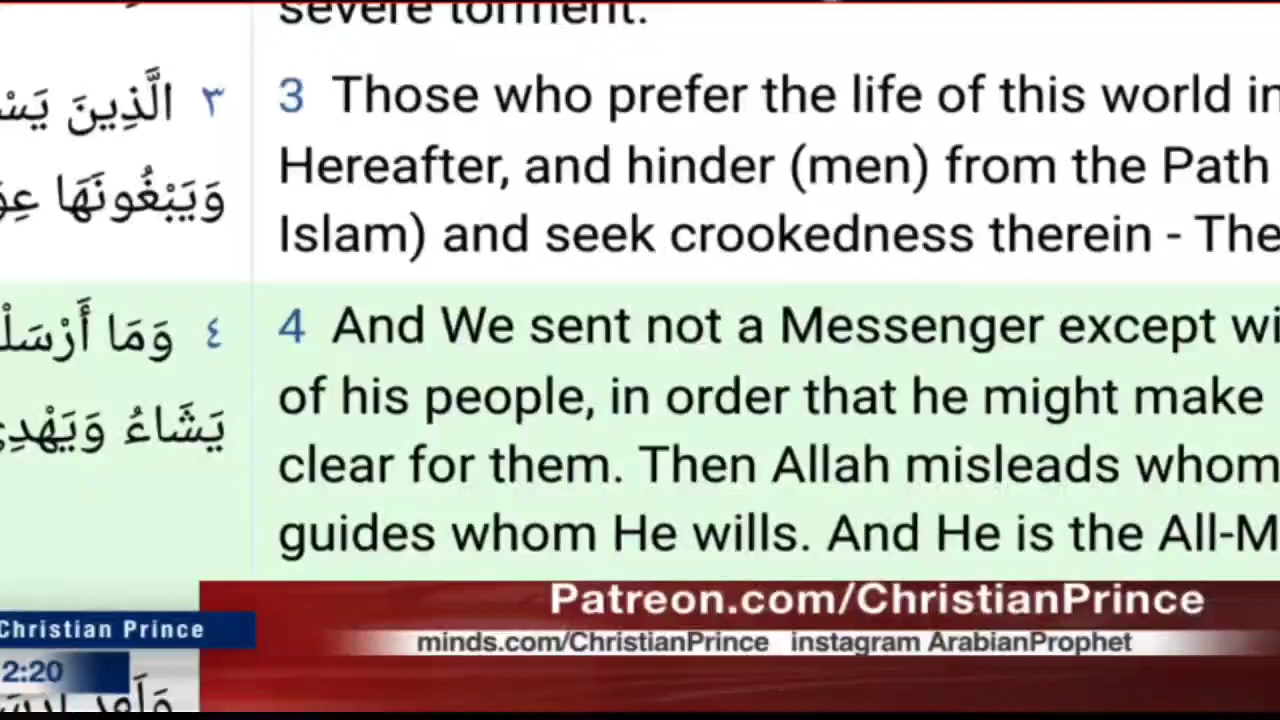 severe torment.
٣ الَّذِينَ
3 Those who prefer the life of this world
وَيَبْغُونَهَا
Hereafter, and hinder (men) from the Path
Islam) and seek crookedness therein -
٤ وَمَا
4 And We sent not a Messenger except
of his people, in order that he might make
يَشَاءُ
clear for them. Then Allah misleads whom
guides whom He wills. And He is the All-M
Patreon.com/ChristianPrince
Christian Prince
minds.com/ChristianPrince instagram ArabianProphet
2:20